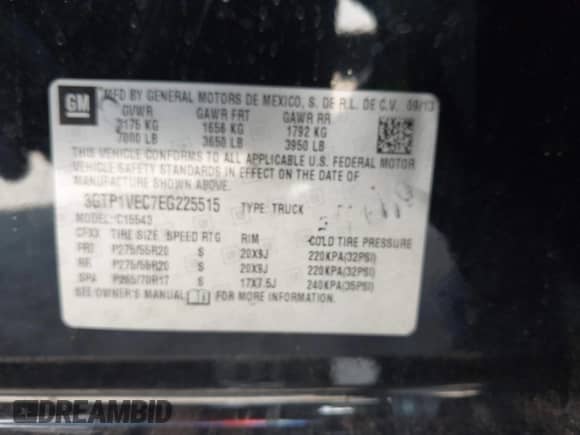 GM
MFD BY GENERAL MOTORS DE MEXICO, S. DE R.L. DE C.V. 09/13
GVWR GAWR FRT GAWR RR
3175 KG 1656 KG 1792 KG
7000 LB 3650 LB 3950 LB
THIS VEHICLE CONFORMS TO ALL APPLICABLE U.S. FEDERAL MOTOR
VEHICLE SAFETY AND THEFT PREVENTION STANDARDS IN EFFECT ON
THE DATE OF MANUFACTURE SHOWN ABOVE.
3GTP1VEC7EG225515 TYPE: TRUCK
MODEL: C15543
CFXX TIRE SIZE SPEED RTG RIM COLD TIRE PRESSURE
FRT P275/55R20 S 20X9J 220KPA(32PSI)
RR P275/55R20 S 20X9J 220KPA(32PSI)
SPA P265/70R17 S 17X7.5J 240KPA(35PSI)
SEE OWNER'S MANUAL FOR MORE INFORMATION.
DREAMBID